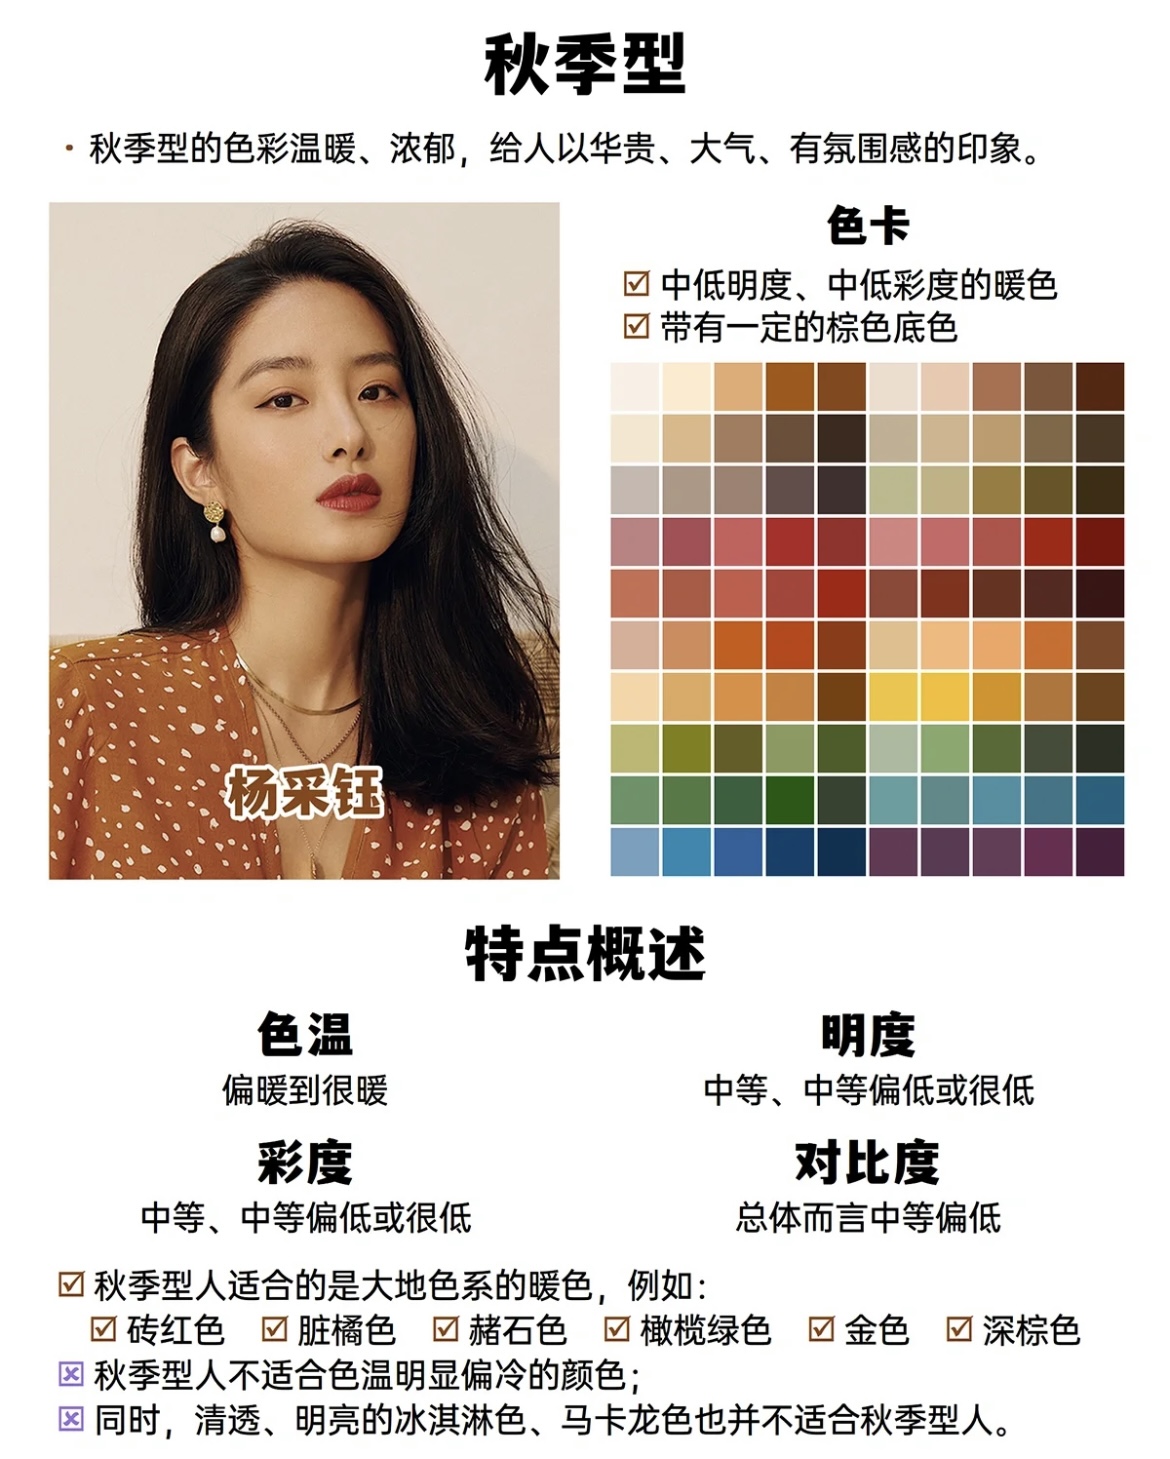 秋季型
· 秋季型的色彩温暖、浓郁，给人以华贵、大气、有氛围感的印象。
色卡
☑ 中低明度、中低彩度的暖色
☑ 带有一定的棕色底色
杨采钰
特点概述
色温
偏暖到很暖
明度
中等、中等偏低或很低
彩度
中等、中等偏低或很低
对比度
总体而言中等偏低
☑ 秋季型人适合的是大地色系的暖色，例如：
☑ 砖红色 ☑ 脏橘色 ☑ 赭石色 ☑ 橄榄绿色 ☑ 金色 ☑ 深棕色
☒ 秋季型人不适合色温明显偏冷的颜色；
☒ 同时，清透、明亮的冰淇淋色、马卡龙色也并不适合秋季型人。